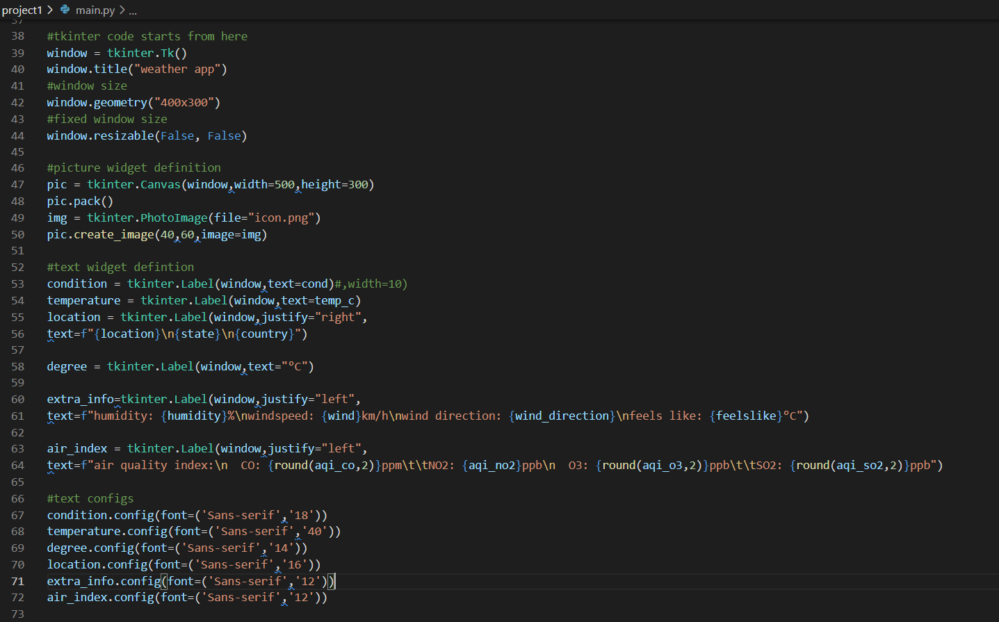 project1 > main.py > ...
37
38 #tkinter code starts from here
39 window = tkinter.Tk()
40 window.title("weather app")
41 #window size
42 window.geometry("400x300")
43 #fixed window size
44 window.resizable(False, False)
45
46 #picture widget definition
47 pic = tkinter.Canvas(window,width=500,height=300)
48 pic.pack()
49 img = tkinter.PhotoImage(file="icon.png")
50 pic.create_image(40,60,image=img)
51
52 #text widget defintion
53 condition = tkinter.Label(window,text=cond)#,width=10)
54 temperature = tkinter.Label(window,text=temp_c)
55 location = tkinter.Label(window,justify="right",
56 text=f"{location}\n{state}\n{country}")
57
58 degree = tkinter.Label(window,text="°C")
59
60 extra_info=tkinter.Label(window,justify="left",
61 text=f"humidity: {humidity}%\nwindspeed: {wind}km/h\nwind direction: {wind_direction}\nfeels like: {feelslike}°C")
62
63 air_index = tkinter.Label(window,justify="left",
64 text=f"air quality index:\n  CO: {round(aqi_co,2)}ppm\t\tNO2: {aqi_no2}ppb\n  O3: {round(aqi_o3,2)}ppb\t\tSO2: {round(aqi_so2,2)}ppb")
65
66 #text configs
67 condition.config(font=('Sans-serif','18'))
68 temperature.config(font=('Sans-serif','40'))
69 degree.config(font=('Sans-serif','14'))
70 location.config(font=('Sans-serif','16'))
71 extra_info.config(font=('Sans-serif','12'))
72 air_index.config(font=('Sans-serif','12'))
73